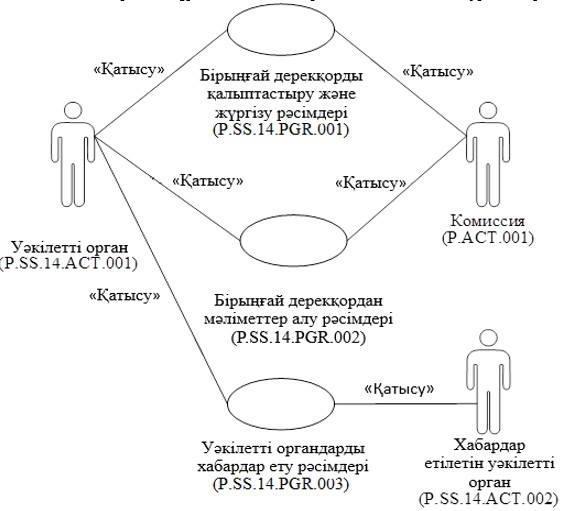 «Қатысу»
«Қатысу»
Бірыңғай дерекқорды
қалыптастыру және
жүргізу рәсімдері
(P.SS.14.PGR.001)
«Қатысу»
«Қатысу»
Комиссия
(P.ACT.001)
Уәкілетті орган
(P.SS.14.ACT.001)
«Қатысу»
Бірыңғай дерекқордан
мәліметтер алу рәсімдері
(P.SS.14.PGR.002)
«Қатысу»
Уәкілетті органдарды
хабардар ету рәсімдері
(P.SS.14.PGR.003)
Хабардар
етілетін уәкілетті
орган
(P.SS.14.ACT.002)